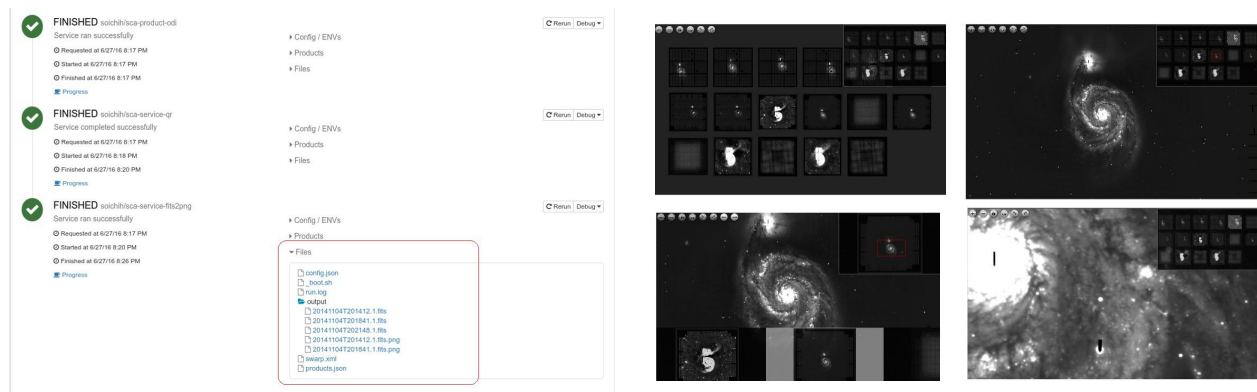 FINISHED soichih/sca-product-odi
Rerun Debug
Service ran successfully
Config / ENVs
Requested at 6/27/16 8:17 PM
Products
Started at 6/27/16 8:17 PM
Files
Finished at 6/27/16 8:17 PM
Progress
FINISHED soichih/sca-service-qr
Rerun Debug
Service completed successfully
Config / ENVs
Requested at 6/27/16 8:17 PM
Products
Started at 6/27/16 8:18 PM
Files
Finished at 6/27/16 8:20 PM
Progress
FINISHED soichih/sca-service-fits2png
Rerun Debug
Service ran successfully
Config / ENVs
Requested at 6/27/16 8:17 PM
Products
Started at 6/27/16 8:20 PM
Files
Finished at 6/27/16 8:26 PM
Progress
config.json
_boot.sh
run.log
output
20141104T201412.1.fits
20141104T201841.1.fits
20141104T202148.1.fits
20141104T201412.1.fits.png
20141104T201841.1.fits.png
swarp.xml
products.json